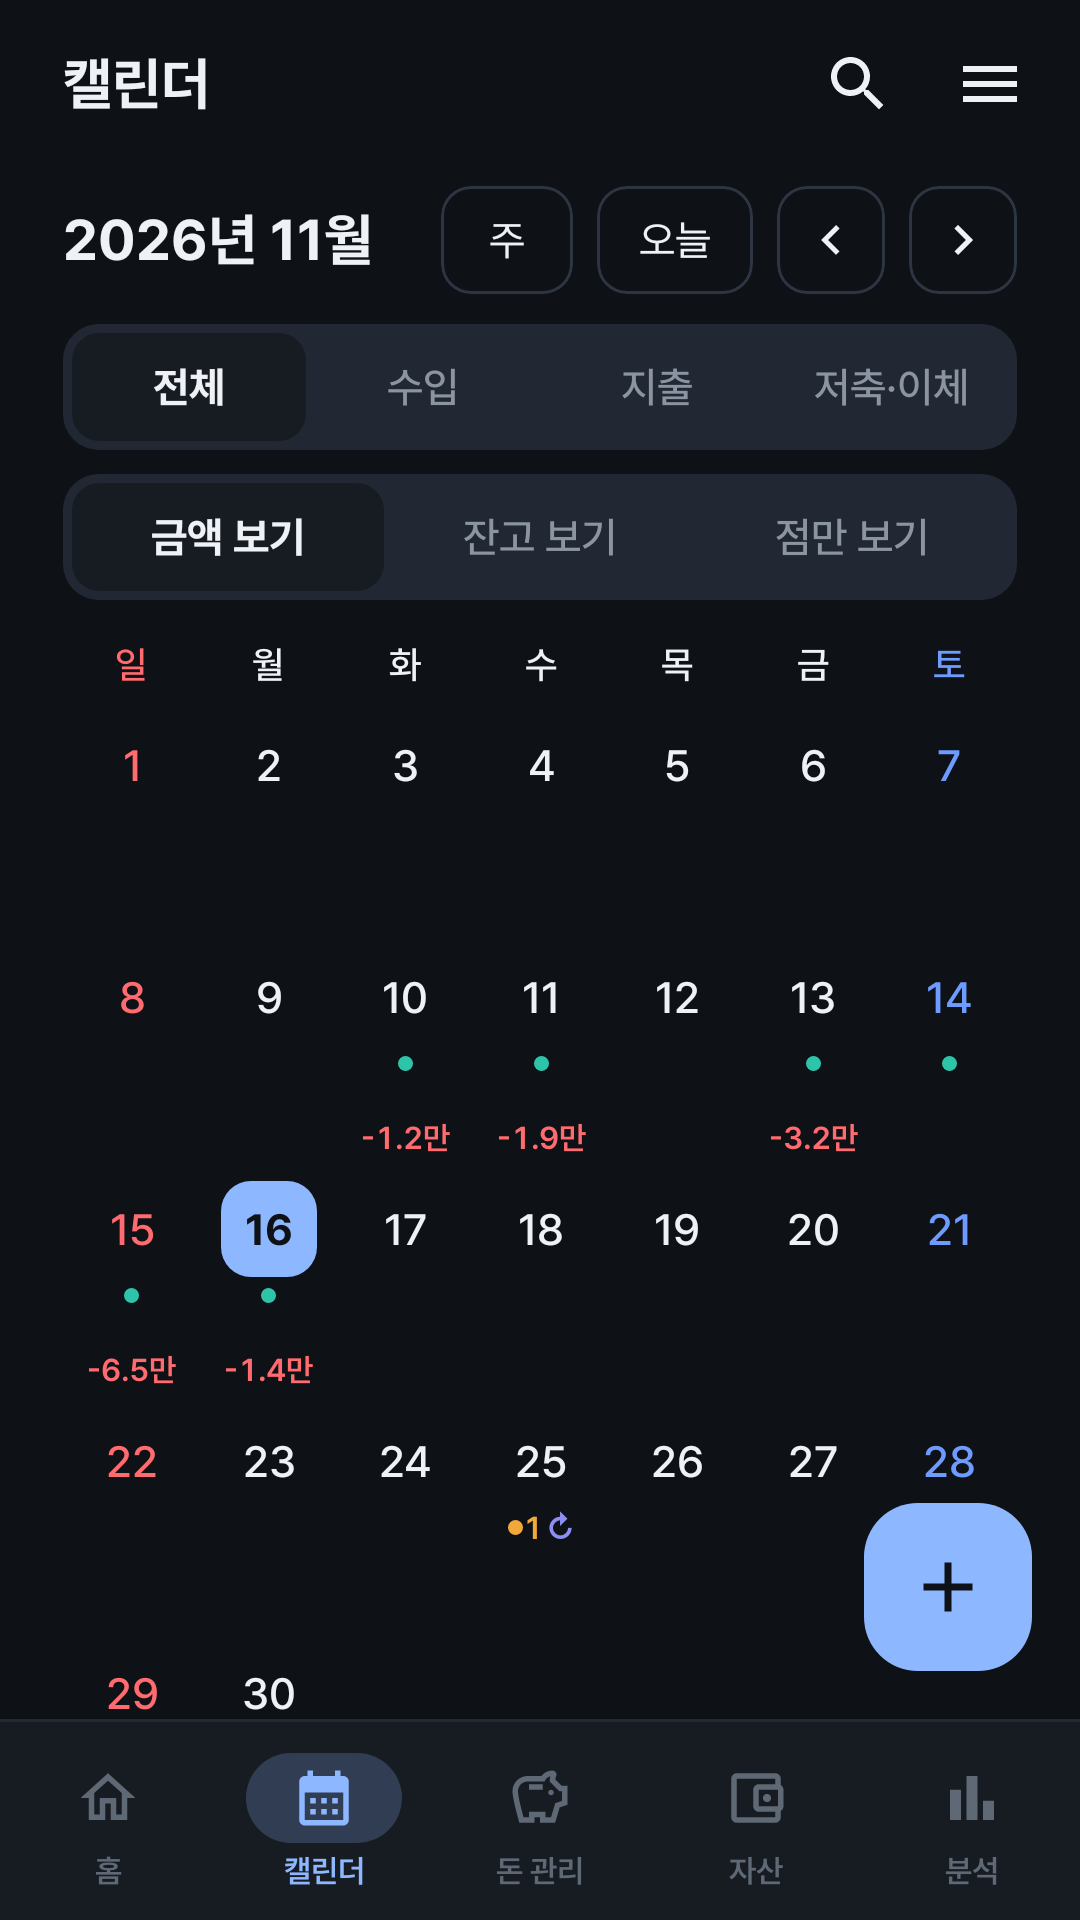 캘린더
2026년 11월 주 오늘
전체 수입 지출 저축·이체
금액 보기 잔고 보기 점만 보기
일 월 화 수 목 금 토
1 2 3 4 5 6 7
8 9 10 11 12 13 14
-1.2만 -1.9만 -3.2만
15 16 17 18 19 20 21
-6.5만 -1.4만
22 23 24 25 26 27 28
1
29 30
홈 캘린더 돈 관리 자산 분석